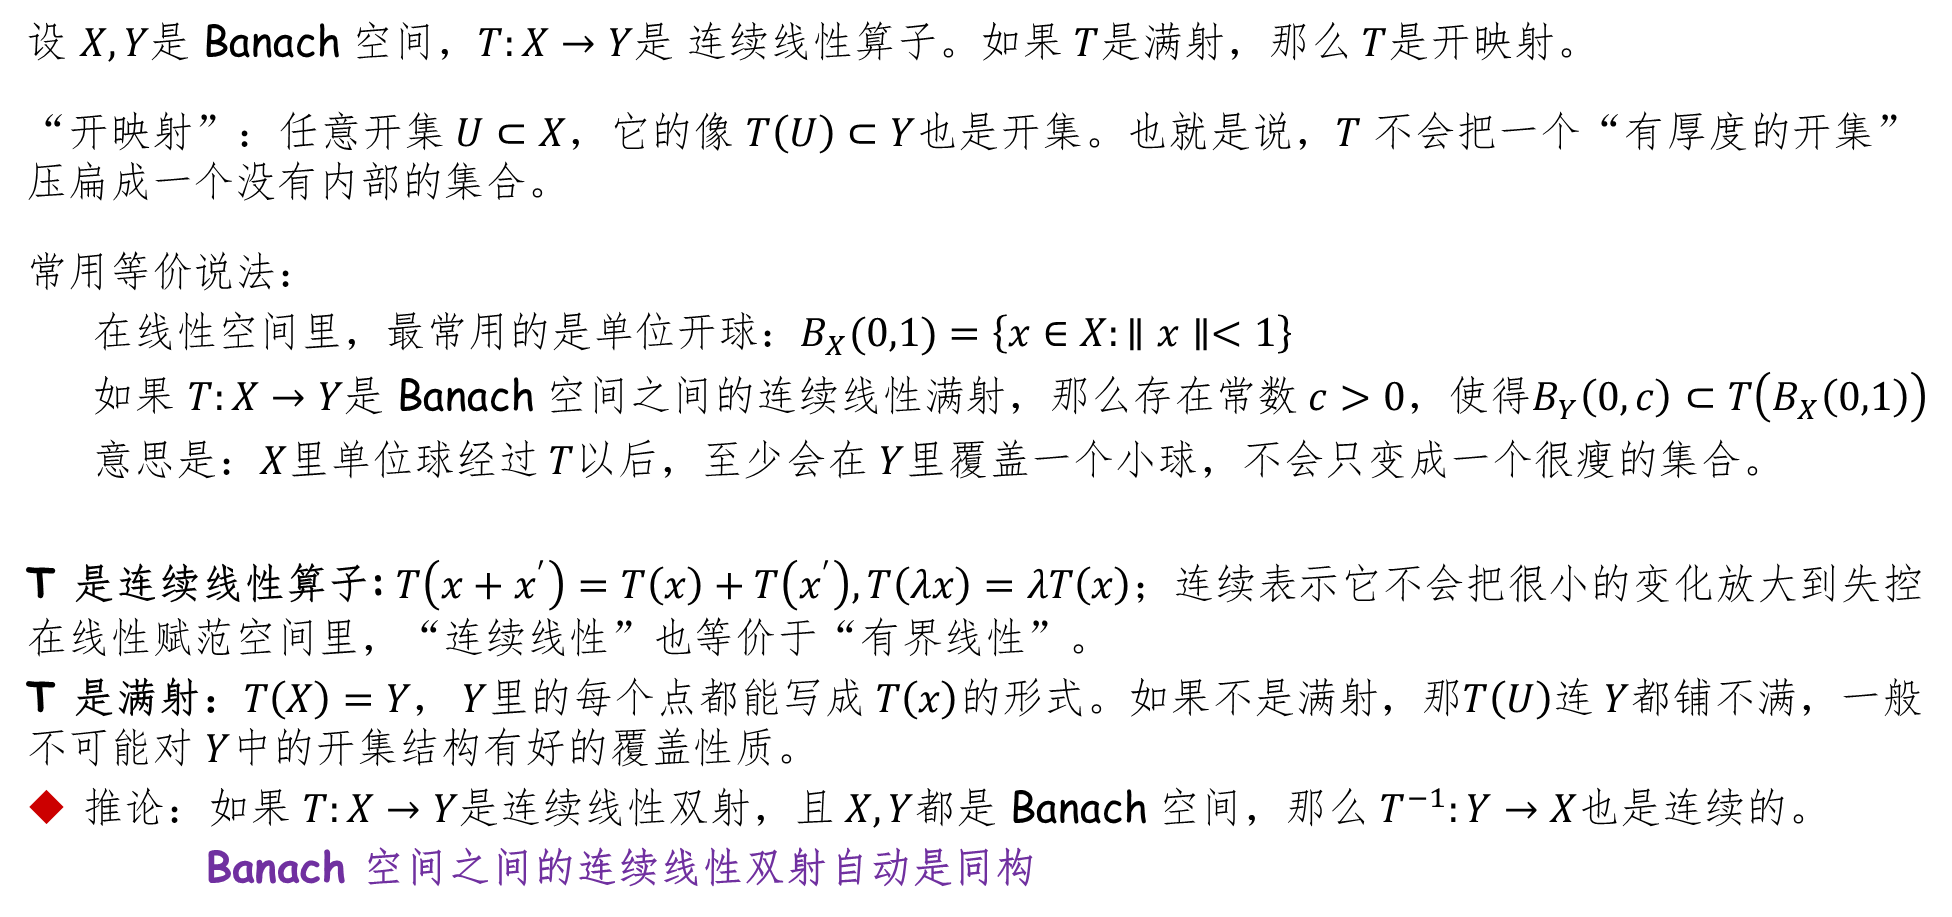 设 X,Y是 Banach 空间，T:X → Y是 连续线性算子。如果 T是满射，那么 T是开映射。
“开映射”：任意开集 U ⊂ X，它的像 T(U) ⊂ Y也是开集。也就是说，T 不会把一个“有厚度的开集”
压扁成一个没有内部的集合。
常用等价说法：
在线性空间里，最常用的是单位开球：B_X(0,1) = {x ∈ X:∥ x ∥< 1}
如果 T:X → Y是 Banach 空间之间的连续线性满射，那么存在常数 c > 0，使得B_Y(0, c) ⊂ T(B_X(0,1))
意思是：X里单位球经过 T以后，至少会在 Y里覆盖一个小球，不会只变成一个很瘦的集合。
T 是连续线性算子：T(x + x′) = T(x) + T(x′),T(λx) = λT(x)；连续表示它不会把很小的变化放大到失控
在线性赋范空间里，“连续线性”也等价于“有界线性”。
T 是满射：T(X) = Y， Y里的每个点都能写成 T(x)的形式。如果不是满射，那T(U)连 Y都铺不满，一般
不可能对 Y中的开集结构有好的覆盖性质。
◆ 推论：如果 T:X → Y是连续线性双射，且 X,Y都是 Banach 空间，那么 T⁻¹:Y → X也是连续的。
Banach 空间之间的连续线性双射自动是同构